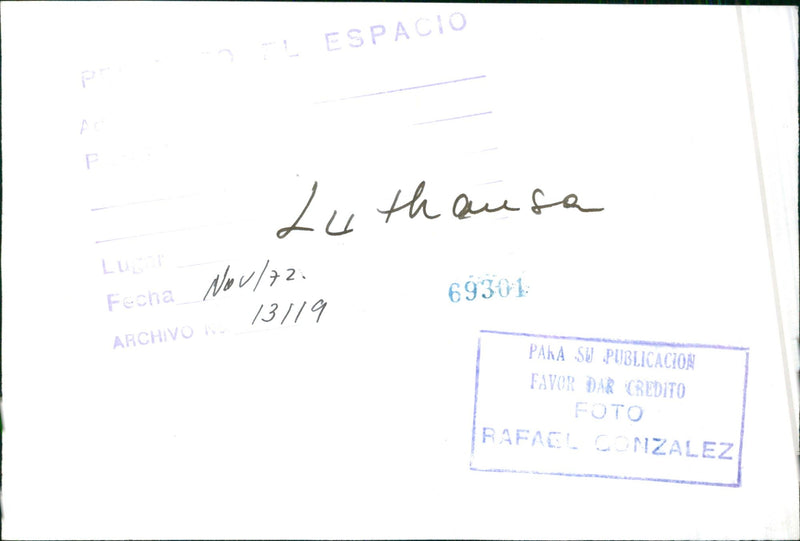 EL ESPACIO
Luthansa
Lugar
Fecha Nov/72.
ARCHIVO No 13119
69301
PARA SU PUBLICACION
FAVOR DAR CREDITO
FOTO
RAFAEL GONZALEZ